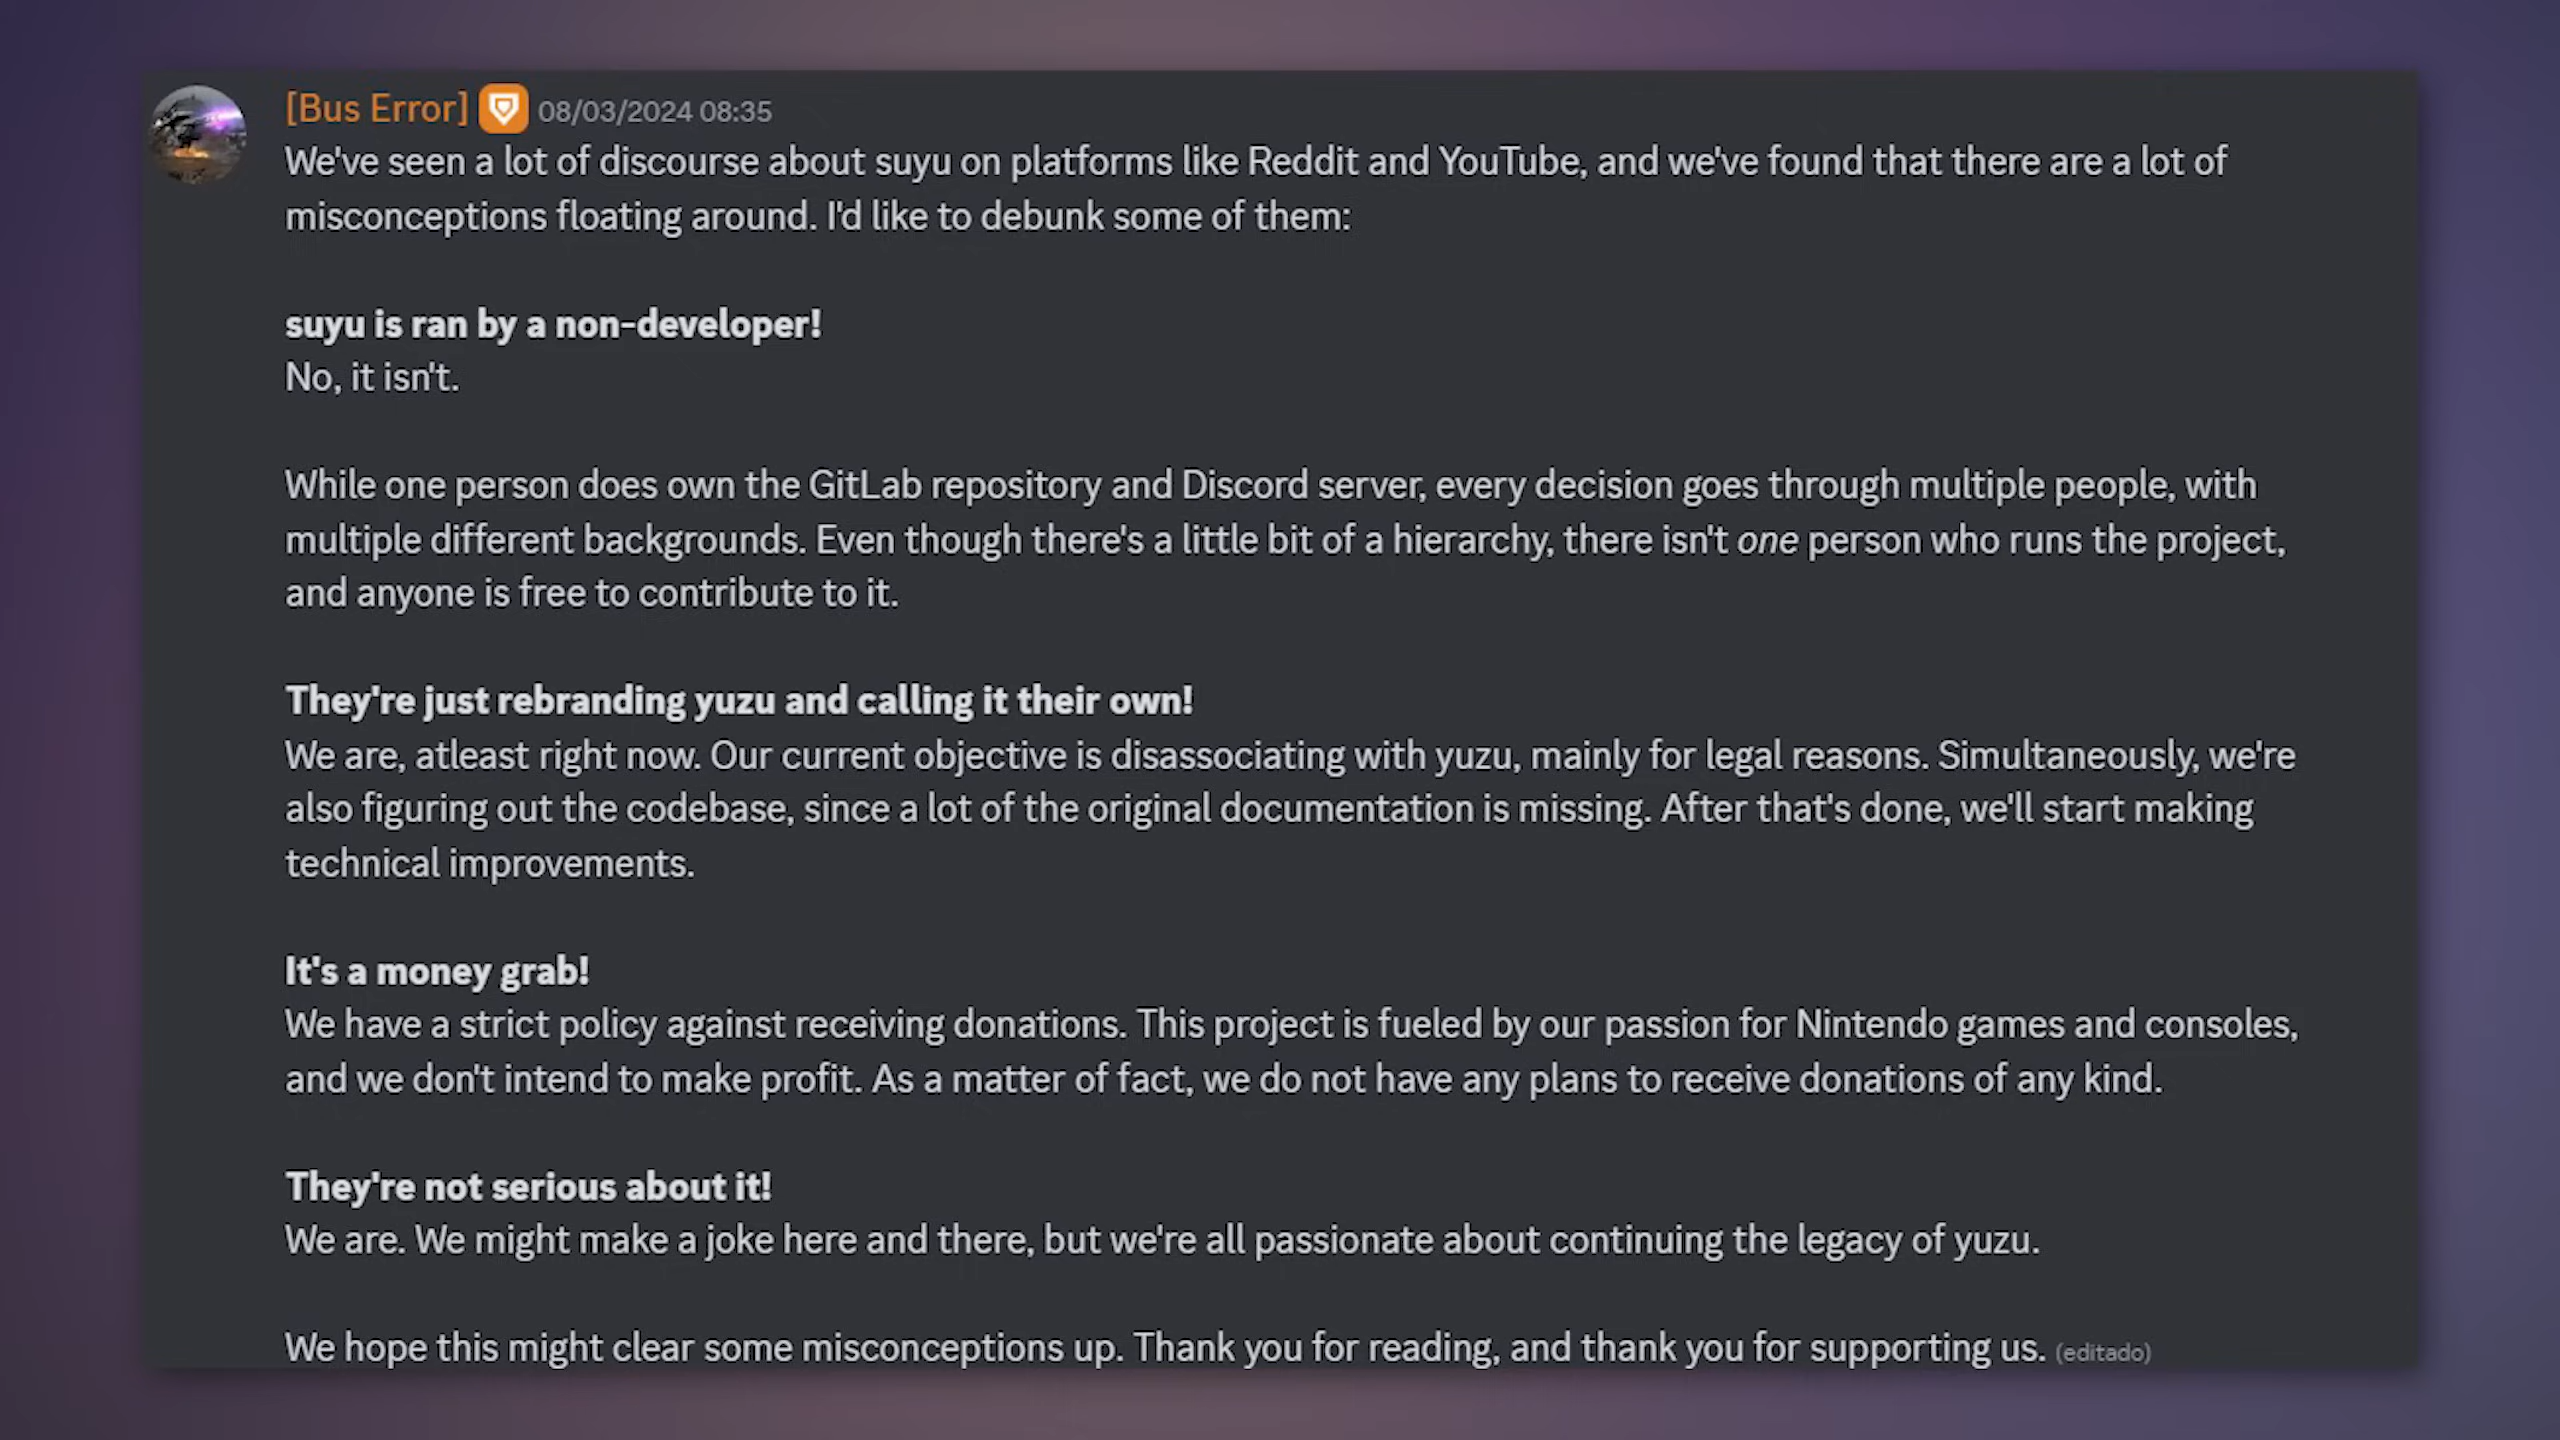 [Bus Error] 08/03/2024 08:35
We've seen a lot of discourse about suyu on platforms like Reddit and YouTube, and we've found that there are a lot of
misconceptions floating around. I'd like to debunk some of them:
suyu is ran by a non-developer!
No, it isn't.
While one person does own the GitLab repository and Discord server, every decision goes through multiple people, with
multiple different backgrounds. Even though there's a little bit of a hierarchy, there isn't one person who runs the project,
and anyone is free to contribute to it.
They're just rebranding yuzu and calling it their own!
We are, atleast right now. Our current objective is disassociating with yuzu, mainly for legal reasons. Simultaneously, we're
also figuring out the codebase, since a lot of the original documentation is missing. After that's done, we'll start making
technical improvements.
It's a money grab!
We have a strict policy against receiving donations. This project is fueled by our passion for Nintendo games and consoles,
and we don't intend to make profit. As a matter of fact, we do not have any plans to receive donations of any kind.
They're not serious about it!
We are. We might make a joke here and there, but we're all passionate about continuing the legacy of yuzu.
We hope this might clear some misconceptions up. Thank you for reading, and thank you for supporting us. (editado)